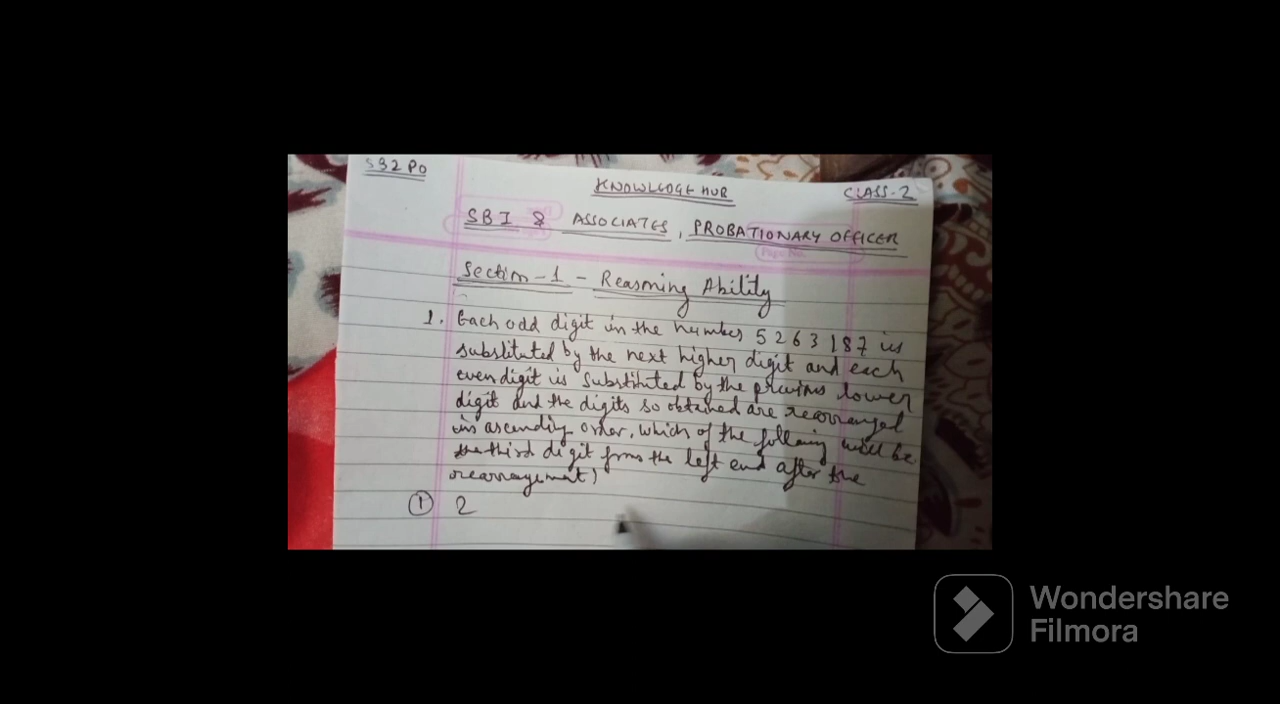 SB2 PO
KNOWLEDGE HUB
CLASS-2
SBI & ASSOCIATES, PROBATIONARY OFFICER
Section-1 - Reasoning Ability
1. Each odd digit in the number 5263187 is
substituted by the next higher digit and each
even digit is substituted by the previous lower
digit and the digits so obtained are rearranged
in ascending order, which of the following will be
the third digit from the left end after the
rearragement)
① 2
Wondershare
Filmora